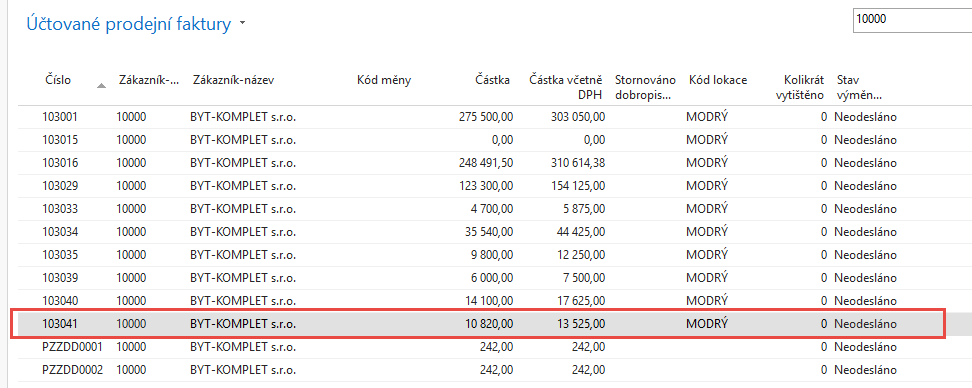 Účtované prodejní faktury
10000
Číslo Zákazník-... Zákazník-název Kód měny Částka Částka včetně DPH Stornováno dobropis... Kód lokace Kolikrát vytištěno Stav výměn...
103001 10000 BYT-KOMPLET s.r.o. 275 500,00 303 050,00 MODRÝ 0 Neodesláno
103015 10000 BYT-KOMPLET s.r.o. 0,00 0,00 MODRÝ 0 Neodesláno
103016 10000 BYT-KOMPLET s.r.o. 248 491,50 310 614,38 MODRÝ 0 Neodesláno
103029 10000 BYT-KOMPLET s.r.o. 123 300,00 154 125,00 MODRÝ 0 Neodesláno
103033 10000 BYT-KOMPLET s.r.o. 4 700,00 5 875,00 MODRÝ 0 Neodesláno
103034 10000 BYT-KOMPLET s.r.o. 35 540,00 44 425,00 MODRÝ 0 Neodesláno
103035 10000 BYT-KOMPLET s.r.o. 9 800,00 12 250,00 MODRÝ 0 Neodesláno
103039 10000 BYT-KOMPLET s.r.o. 6 000,00 7 500,00 MODRÝ 0 Neodesláno
103040 10000 BYT-KOMPLET s.r.o. 14 100,00 17 625,00 MODRÝ 0 Neodesláno
103041 10000 BYT-KOMPLET s.r.o. 10 820,00 13 525,00 MODRÝ 0 Neodesláno
PZZDD0001 10000 BYT-KOMPLET s.r.o. 242,00 242,00 0 Neodesláno
PZZDD0002 10000 BYT-KOMPLET s.r.o. 242,00 242,00 0 Neodesláno